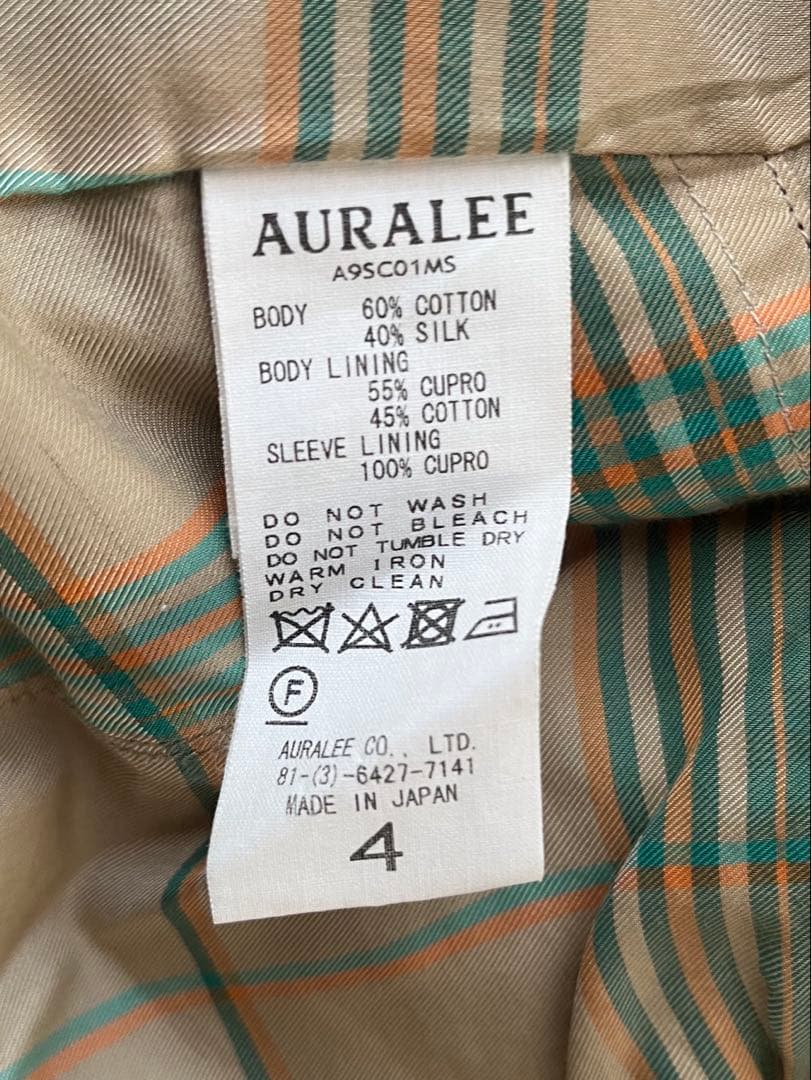 AURALEE
A9SC01MS
BODY 60% COTTON
40% SILK
BODY LINING
55% CUPRO
45% COTTON
SLEEVE LINING
100% CUPRO
DO NOT WASH
DO NOT BLEACH
DO NOT TUMBLE DRY
WARM IRON
DRY CLEAN
F
AURALEE CO., LTD.
81-(3)-6427-7141
MADE IN JAPAN
4